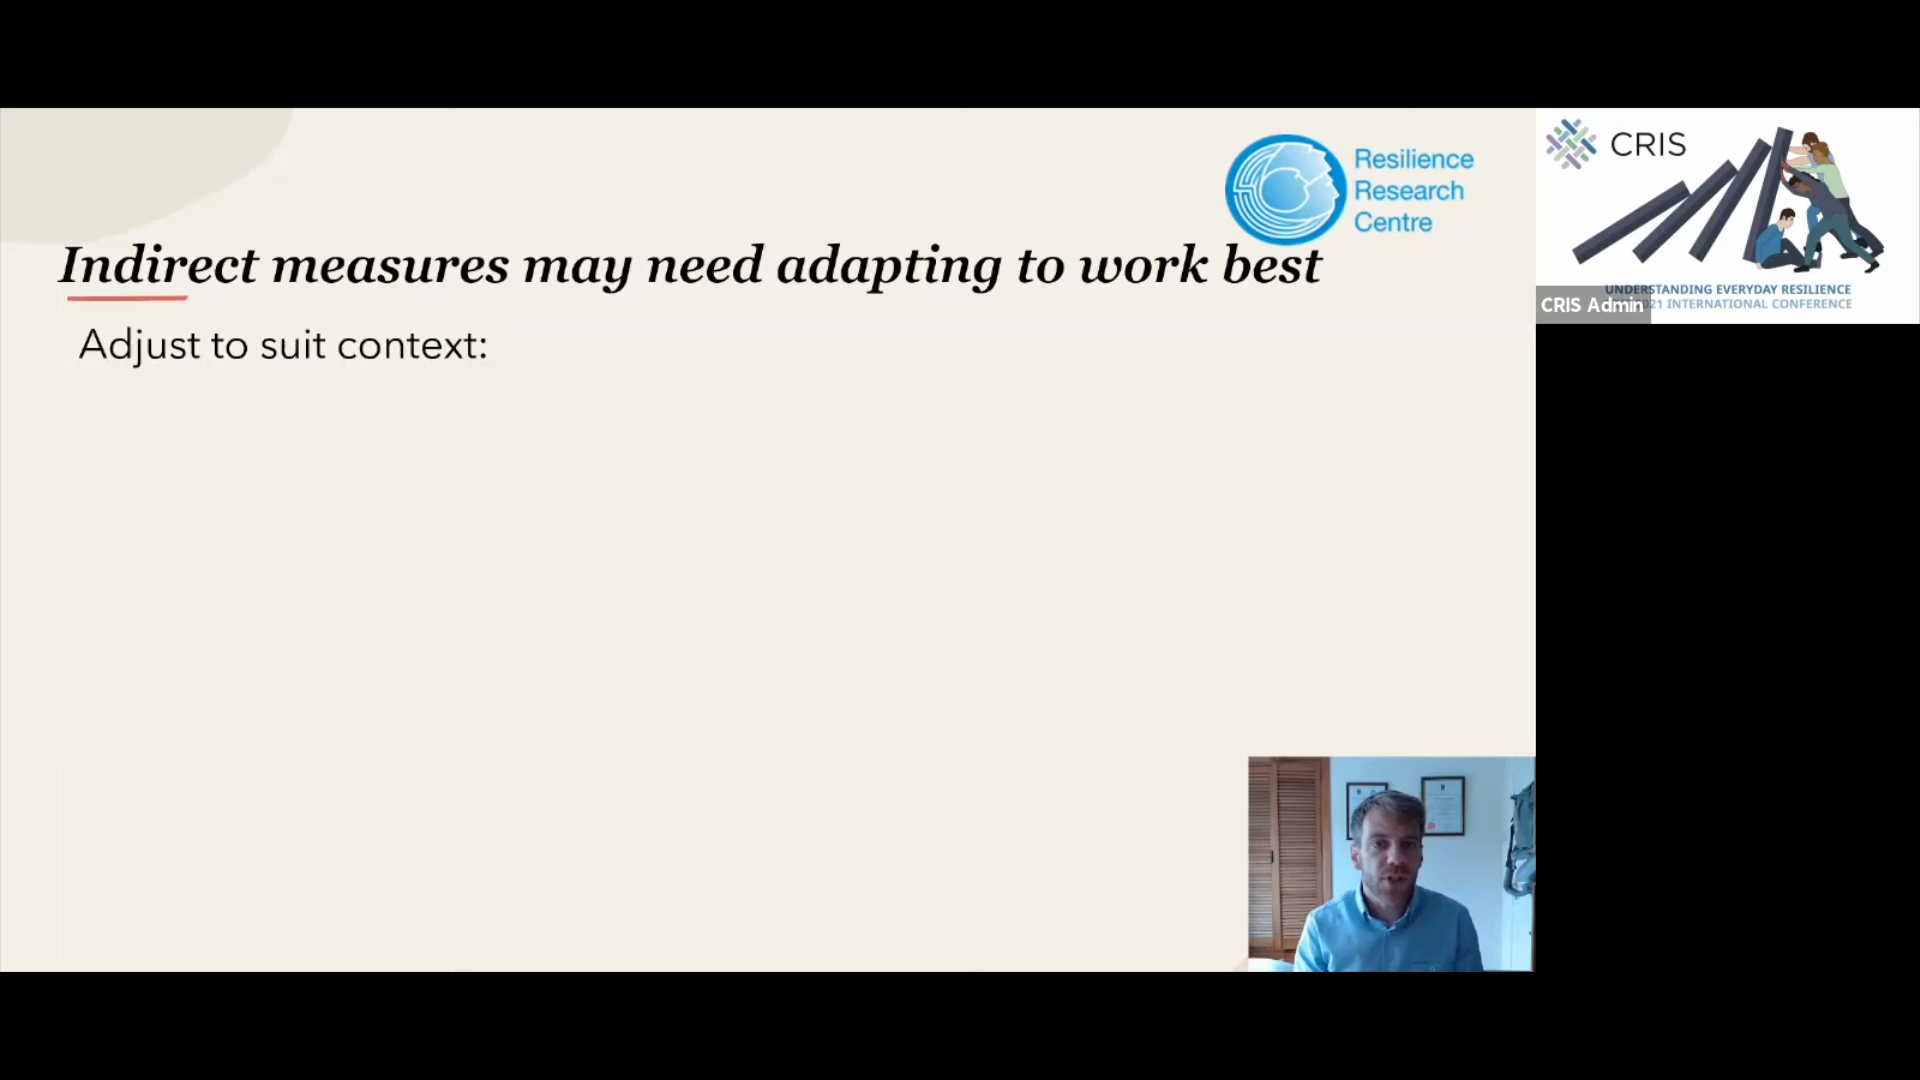 Resilience
Research
Centre
Indirect measures may need adapting to work best
Adjust to suit context:
CRIS
UNDERSTANDING EVERYDAY RESILIENCE
021 INTERNATIONAL CONFERENCE
CRIS Admin